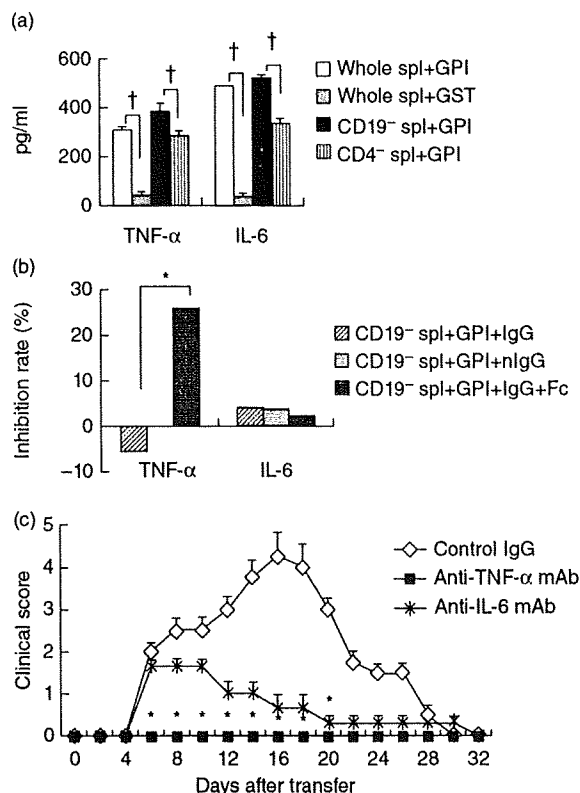 (a)
600
400
200
0
pg/ml
†
†
†
†
TNF-α
IL-6
Whole spl+GPI
Whole spl+GST
CD19⁻ spl+GPI
CD4⁻ spl+GPI
(b)
30
20
10
0
−10
Inhibition rate (%)
*
TNF-α
IL-6
CD19⁻ spl+GPI+IgG
CD19⁻ spl+GPI+nIgG
CD19⁻ spl+GPI+IgG+Fc
(c)
5
4
3
2
1
0
Clinical score
Control IgG
Anti-TNF-α mAb
Anti-IL-6 mAb
* * * * * * * *
0 4 8 12 16 20 24 28 32
Days after transfer